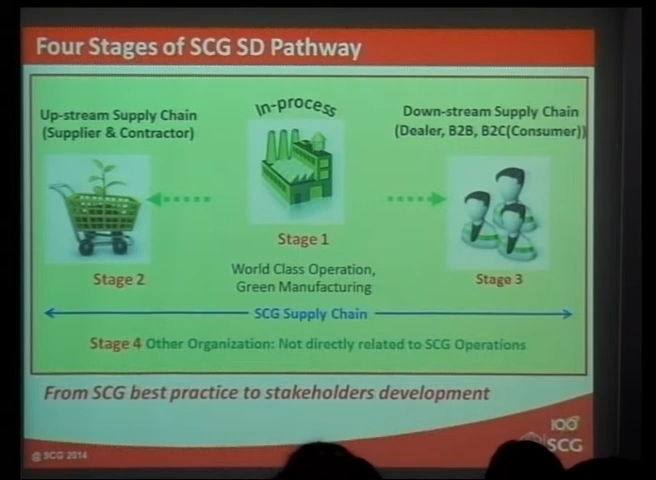 Four Stages of SCG SD Pathway
Up-stream Supply Chain
(Supplier & Contractor)
In-process
Down-stream Supply Chain
(Dealer, B2B, B2C(Consumer))
Stage 1
Stage 2
World Class Operation,
Green Manufacturing
Stage 3
SCG Supply Chain
Stage 4 Other Organization: Not directly related to SCG Operations
From SCG best practice to stakeholders development
100
SCG
@ SCG 2014